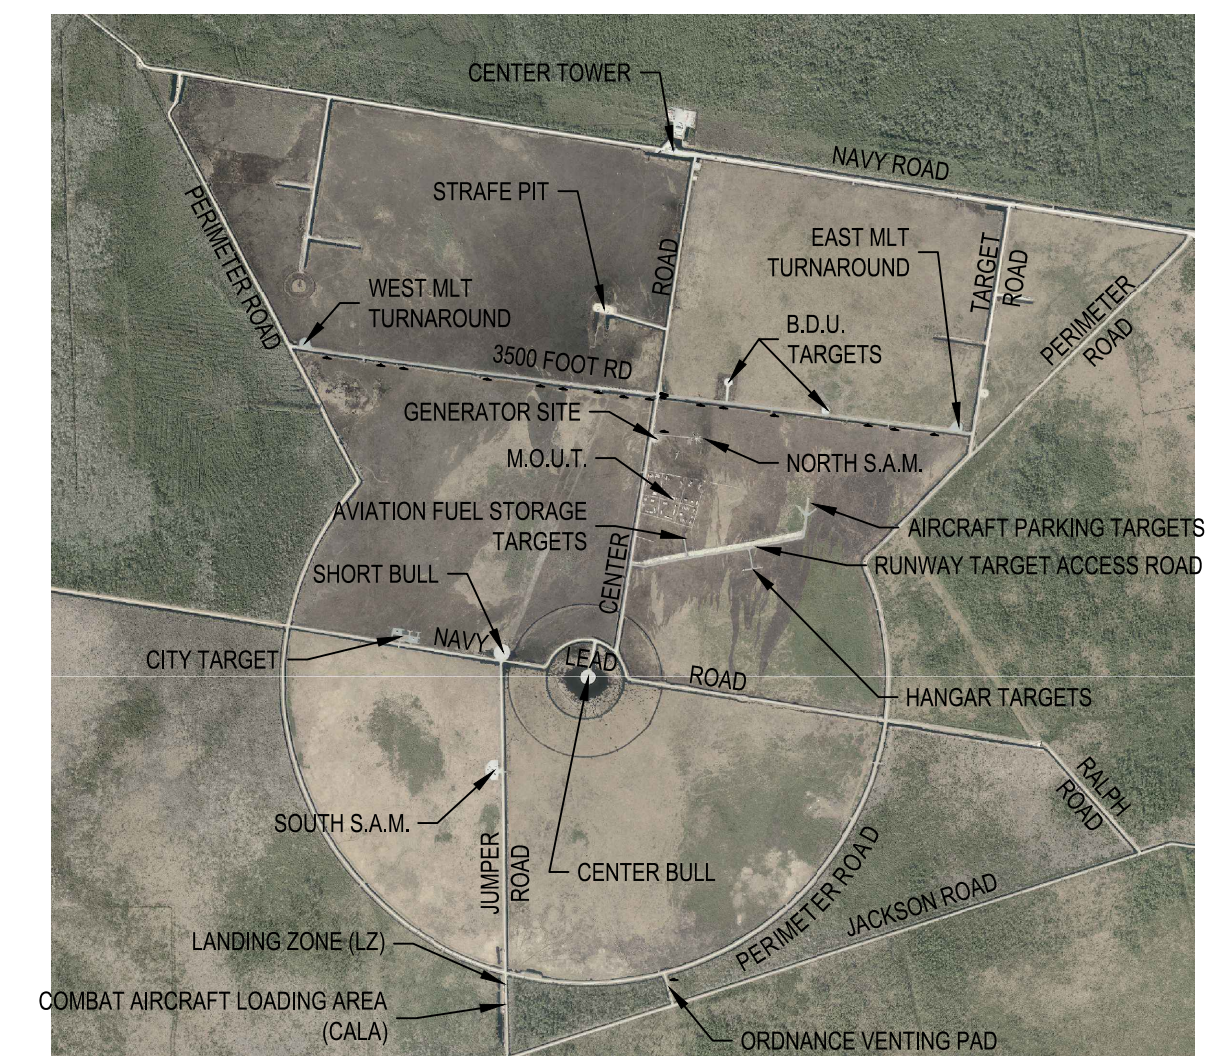 CENTER TOWER
NAVY ROAD
STRAFE PIT
PERIMETER ROAD
ROAD
EAST MLT
TURNAROUND
TARGET
ROAD
PERIMETER
ROAD
WEST MLT
TURNAROUND
3500 FOOT RD
B.D.U.
TARGETS
GENERATOR SITE
M.O.U.T.
NORTH S.A.M.
AVIATION FUEL STORAGE
TARGETS
AIRCRAFT PARKING TARGETS
RUNWAY TARGET ACCESS ROAD
CENTER
SHORT BULL
NAVY
LEAD
ROAD
CITY TARGET
HANGAR TARGETS
RALPH
ROAD
SOUTH S.A.M.
JUMPER
ROAD
CENTER BULL
PERIMETER ROAD
JACKSON ROAD
LANDING ZONE (LZ)
COMBAT AIRCRAFT LOADING AREA
(CALA)
ORDNANCE VENTING PAD